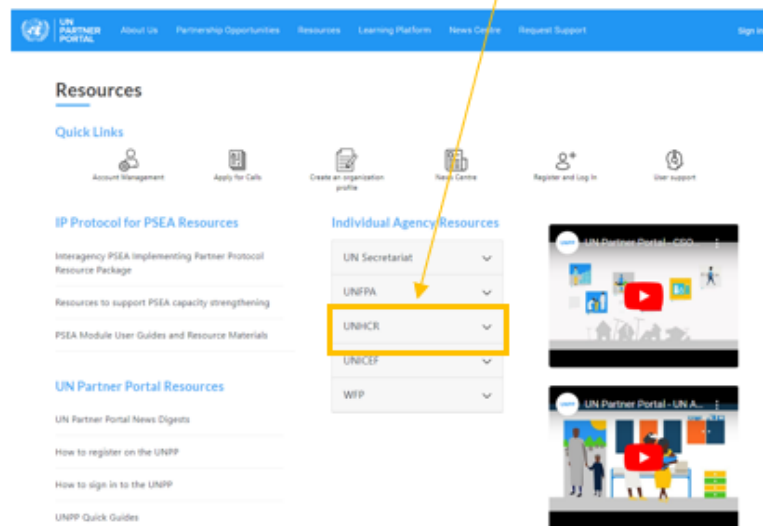 UN
PARTNER
PORTAL
About Us
Partnership Opportunities
Resources
Learning Platform
News Centre
Request Support
Sign in
Resources
Quick Links
Account Management
Apply for Calls
Create an organization
profile
News Centre
Register and Log In
User support
IP Protocol for PSEA Resources
Interagency PSEA Implementing Partner Protocol
Resource Package
Resources to support PSEA capacity strengthening
PSEA Module User Guides and Resource Materials
UN Partner Portal Resources
UN Partner Portal News Digests
How to register on the UNPP
How to sign in to the UNPP
UNPP Quick Guides
Individual Agency Resources
UN Secretariat
UNFPA
UNHCR
UNICEF
WFP
UN Partner Portal - CSO
UN Partner Portal - UN A...